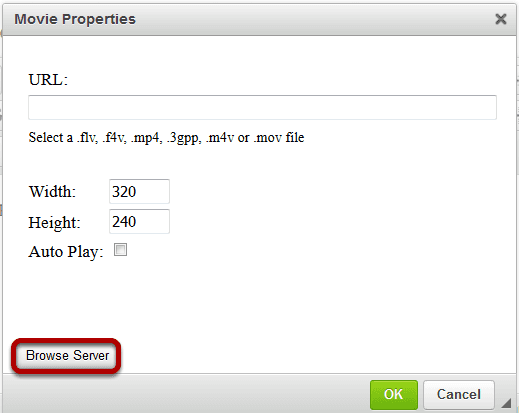 Movie Properties
URL:
Select a .flv, .f4v, .mp4, .3gpp, .m4v or .mov file
Width: 320
Height: 240
Auto Play:
Browse Server
OK Cancel